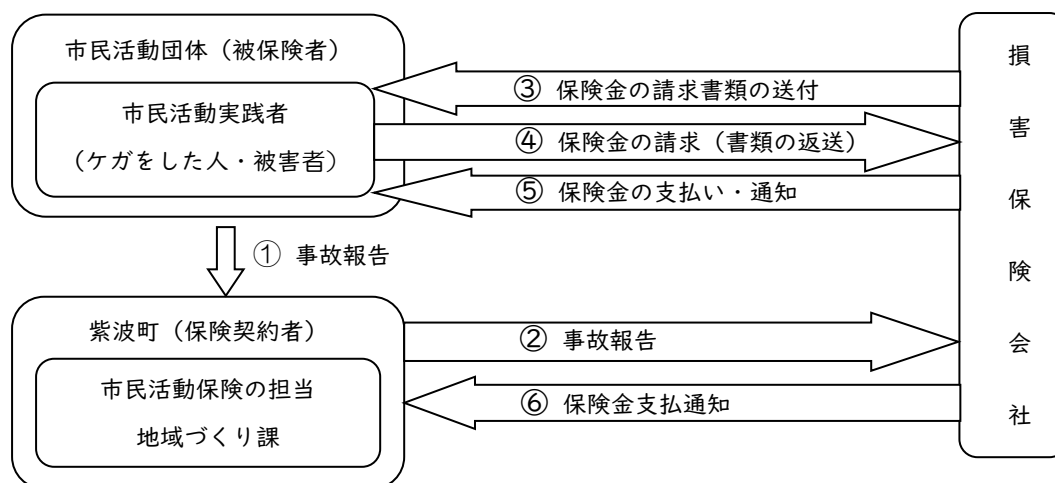 市民活動団体（被保険者）
市民活動実践者
（ケガをした人・被害者）
③ 保険金の請求書類の送付
④ 保険金の請求（書類の返送）
⑤ 保険金の支払い・通知
① 事故報告
紫波町（保険契約者）
市民活動保険の担当
地域づくり課
② 事故報告
⑥ 保険金支払通知
損害保険会社